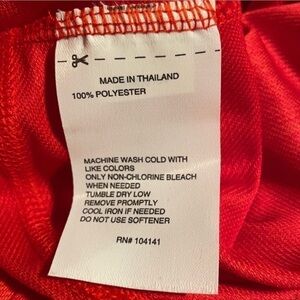 MADE IN THAILAND
100% POLYESTER
MACHINE WASH COLD WITH
LIKE COLORS
ONLY NON-CHLORINE BLEACH
WHEN NEEDED
TUMBLE DRY LOW
REMOVE PROMPTLY
COOL IRON IF NEEDED
DO NOT USE SOFTENER
RN# 104141